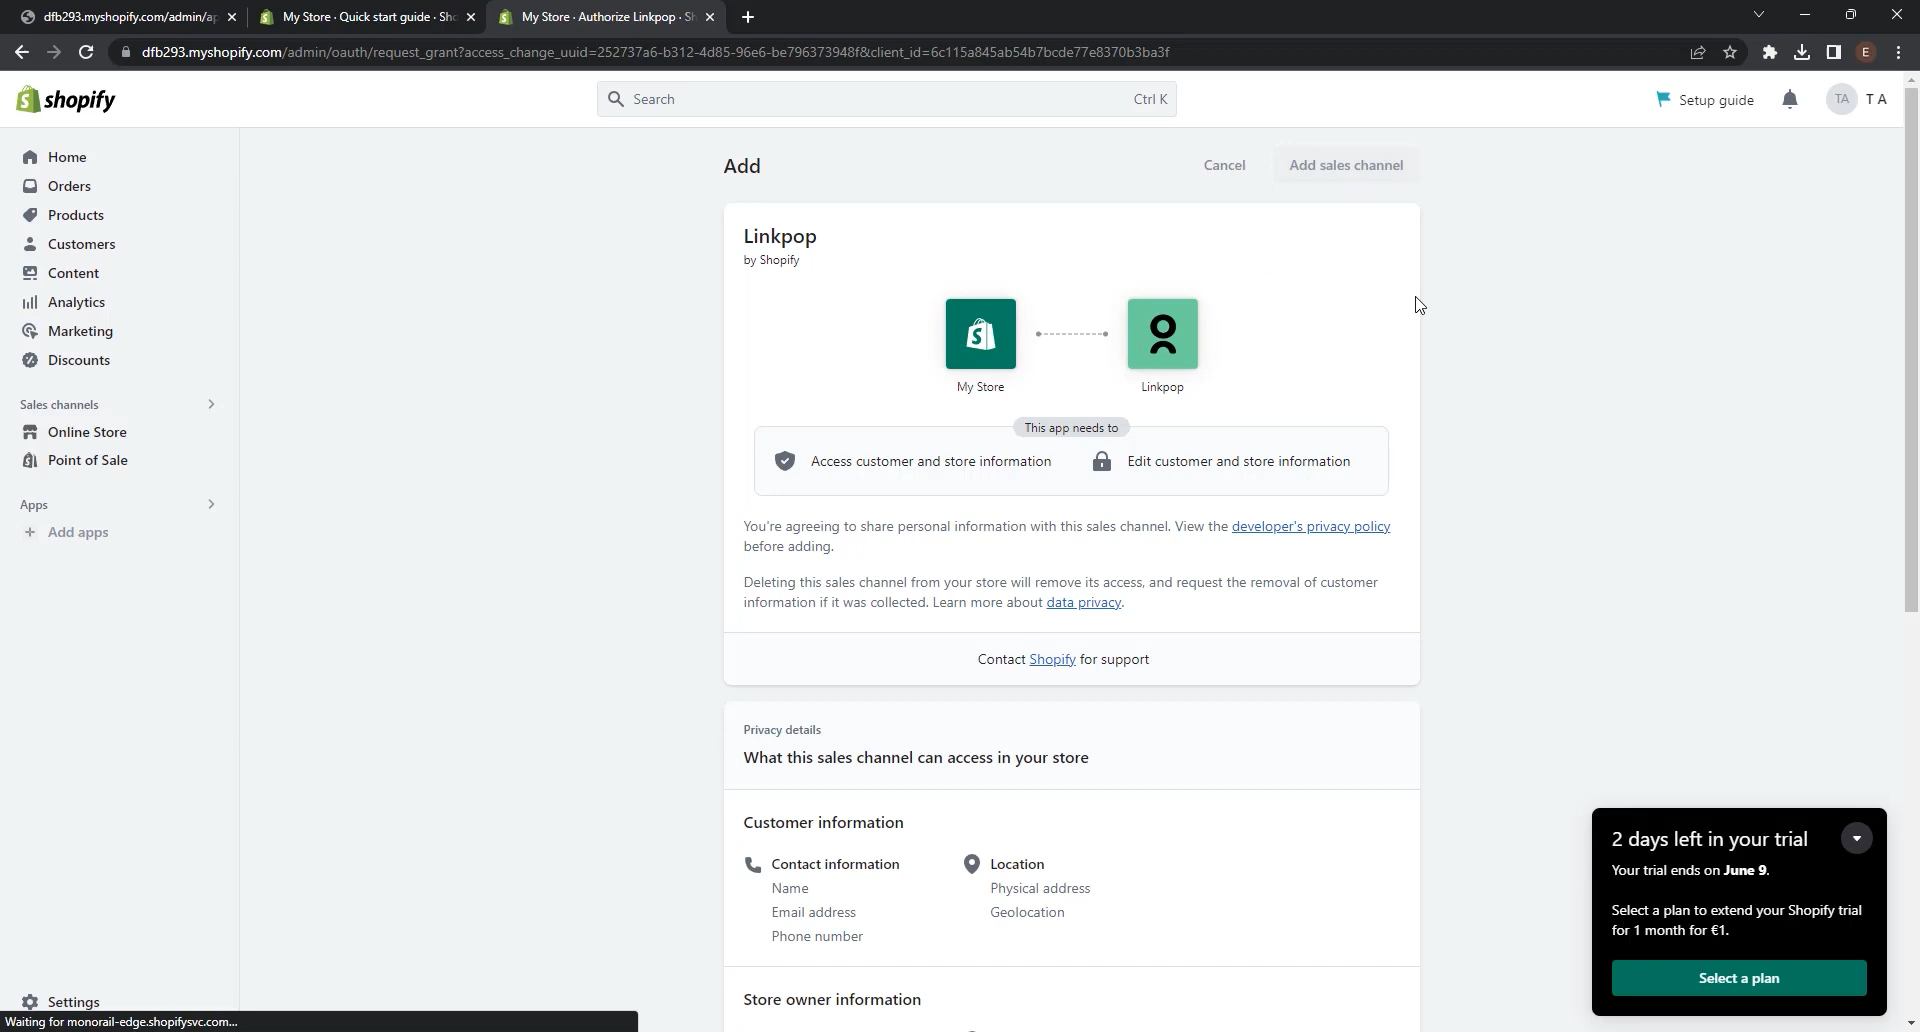 dfb293.myshopify.com/admin/ap
My Store · Quick start guide · Sho
My Store · Authorize Linkpop · Sh
dfb293.myshopify.com/admin/oauth/request_grant?access_change_uuid=252737a6-b312-4d85-96e6-be796373948f&client_id=6c115a845ab54b7bcde77e8370b3ba3f
E
shopify
Search
Ctrl K
Setup guide
TA
T A
Home
Orders
Products
Customers
Content
Analytics
Marketing
Discounts
Sales channels
Online Store
Point of Sale
Apps
Add apps
Settings
Waiting for monorail-edge.shopifysvc.com...
Add
Cancel
Add sales channel
Linkpop
by Shopify
My Store
Linkpop
This app needs to
Access customer and store information
Edit customer and store information
You're agreeing to share personal information with this sales channel. View the developer's privacy policy
before adding.
Deleting this sales channel from your store will remove its access, and request the removal of customer
information if it was collected. Learn more about data privacy.
Contact Shopify for support
Privacy details
What this sales channel can access in your store
Customer information
Contact information
Name
Email address
Phone number
Location
Physical address
Geolocation
Store owner information
2 days left in your trial
Your trial ends on June 9.
Select a plan to extend your Shopify trial
for 1 month for €1.
Select a plan